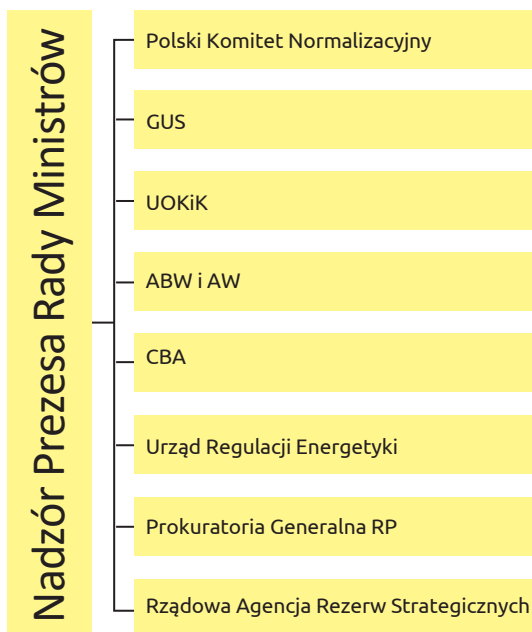 Nadzór Prezesa Rady Ministrów
Polski Komitet Normalizacyjny
GUS
UOKiK
ABW i AW
CBA
Urząd Regulacji Energetyki
Prokuratoria Generalna RP
Rządowa Agencja Rezerw Strategicznych